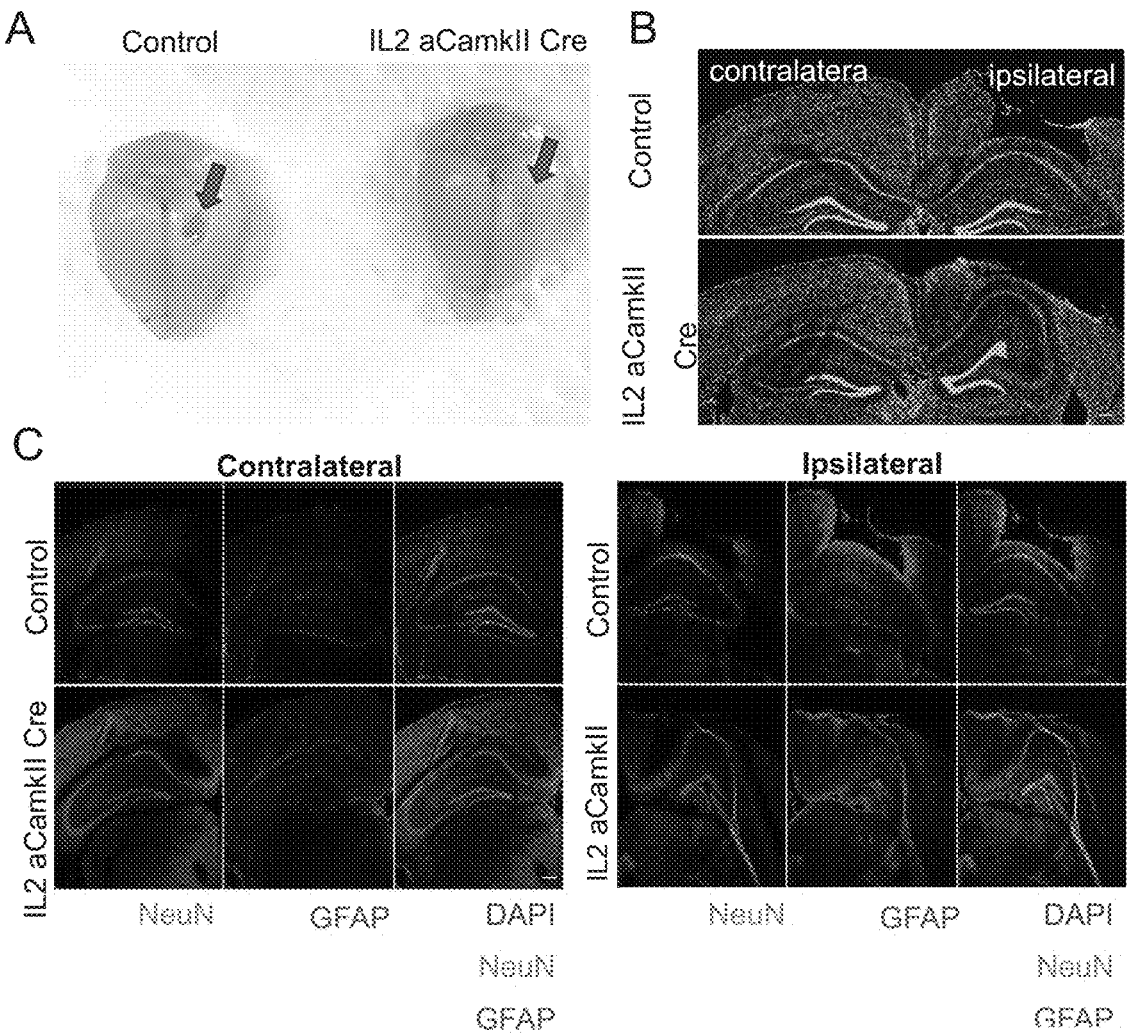 A
Control
IL2 aCamkII Cre
B
contralatera
ipsilateral
Control
IL2 aCamkII
Cre
C
Contralateral
Ipsilateral
Control
IL2 aCamkII Cre
Control
IL2 aCamkII
NeuN
GFAP
DAPI
NeuN
GFAP
NeuN
GFAP
DAPI
NeuN
GFAP